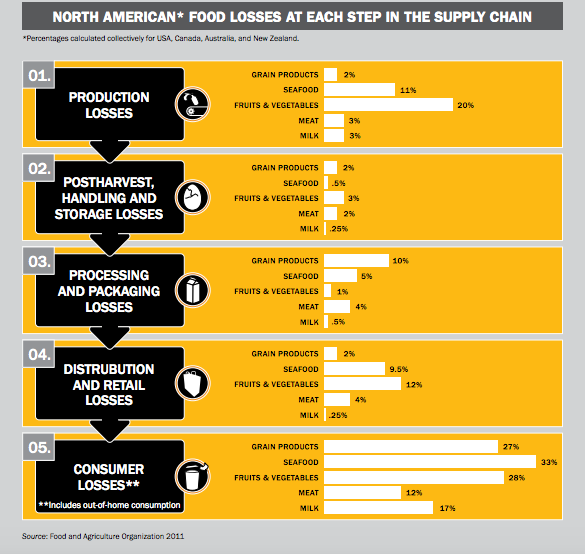 NORTH AMERICAN* FOOD LOSSES AT EACH STEP IN THE SUPPLY CHAIN
*Percentages calculated collectively for USA, Canada, Australia, and New Zealand.
01.
PRODUCTION
LOSSES
GRAIN PRODUCTS 2%
SEAFOOD 11%
FRUITS & VEGETABLES 20%
MEAT 3%
MILK 3%
02.
POSTHARVEST,
HANDLING AND
STORAGE LOSSES
GRAIN PRODUCTS 2%
SEAFOOD .5%
FRUITS & VEGETABLES 3%
MEAT 2%
MILK .25%
03.
PROCESSING
AND PACKAGING
LOSSES
GRAIN PRODUCTS 10%
SEAFOOD 5%
FRUITS & VEGETABLES 1%
MEAT 4%
MILK .5%
04.
DISTRUBUTION
AND RETAIL
LOSSES
GRAIN PRODUCTS 2%
SEAFOOD 9.5%
FRUITS & VEGETABLES 12%
MEAT 4%
MILK .25%
05.
CONSUMER
LOSSES**
**Includes out-of-home consumption
GRAIN PRODUCTS 27%
SEAFOOD 33%
FRUITS & VEGETABLES 28%
MEAT 12%
MILK 17%
Source: Food and Agriculture Organization 2011